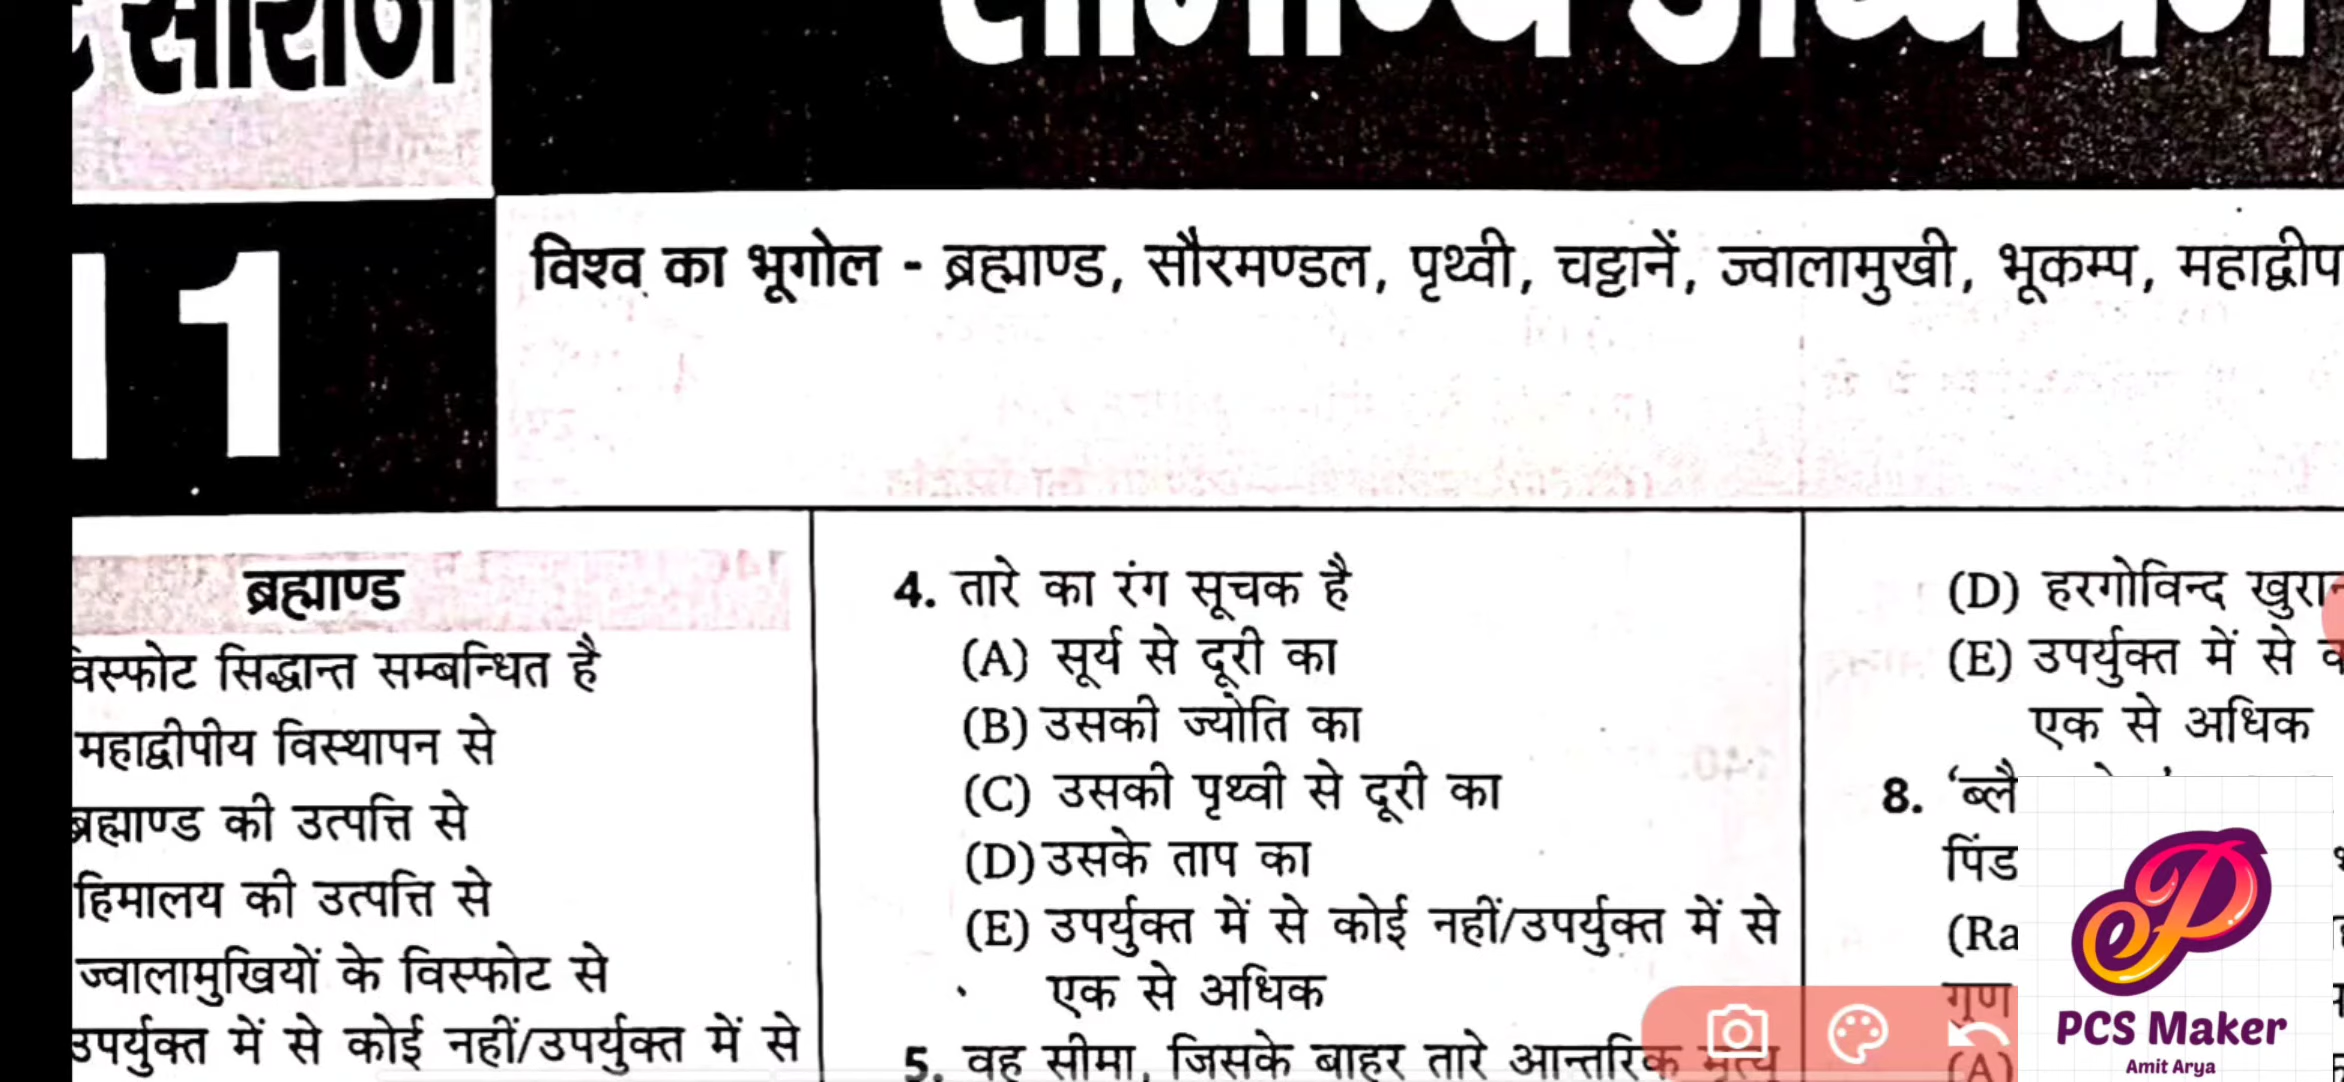 विश्व का भूगोल - ब्रह्माण्ड, सौरमण्डल, पृथ्वी, चट्टानें, ज्वालामुखी, भूकम्प, महाद्वीप
1
ब्रह्माण्ड
विस्फोट सिद्धान्त सम्बन्धित है
महाद्वीपीय विस्थापन से
ब्रह्माण्ड की उत्पत्ति से
हिमालय की उत्पत्ति से
ज्वालामुखियों के विस्फोट से
उपर्युक्त में से कोई नहीं/उपर्युक्त में से
4. तारे का रंग सूचक है
(A) सूर्य से दूरी का
(B) उसकी ज्योति का
(C) उसकी पृथ्वी से दूरी का
(D) उसके ताप का
(E) उपर्युक्त में से कोई नहीं/उपर्युक्त में से
एक से अधिक
5. वह सीमा, जिसके बाहर तारे आन्तरिक मृत्यु
(D) हरगोविन्द
(E) उपर्युक्त में से
एक से अधिक
8.
पिंड
(Ra
गुण
(A)
PCS Maker
Amit Arya